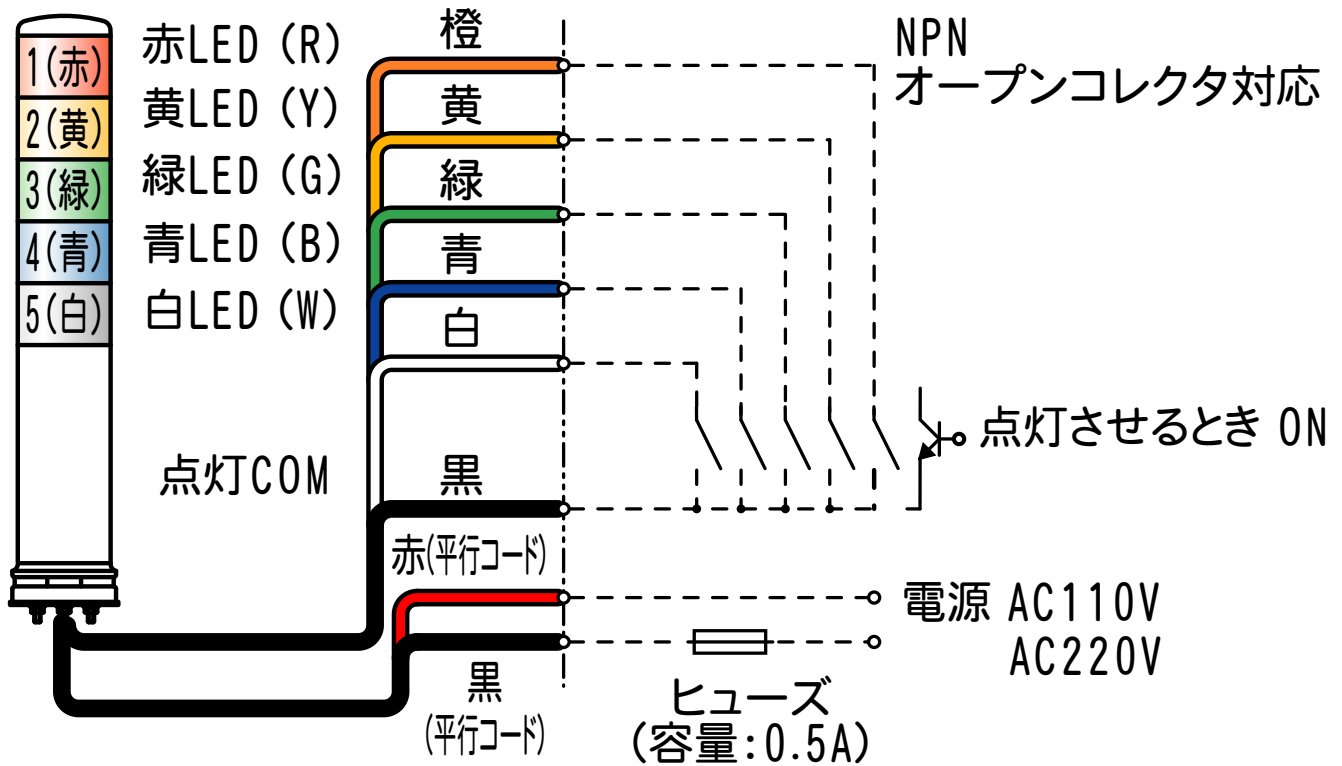 1(赤)
2(黄)
3(緑)
4(青)
5(白)
赤LED (R)
黄LED (Y)
緑LED (G)
青LED (B)
白LED (W)
点灯COM
橙
黄
緑
青
白
黒
赤(平行コード)
黒
(平行コード)
NPN
オープンコレクタ対応
点灯させるとき ON
電源 AC110V
AC220V
ヒューズ
(容量:0.5A)